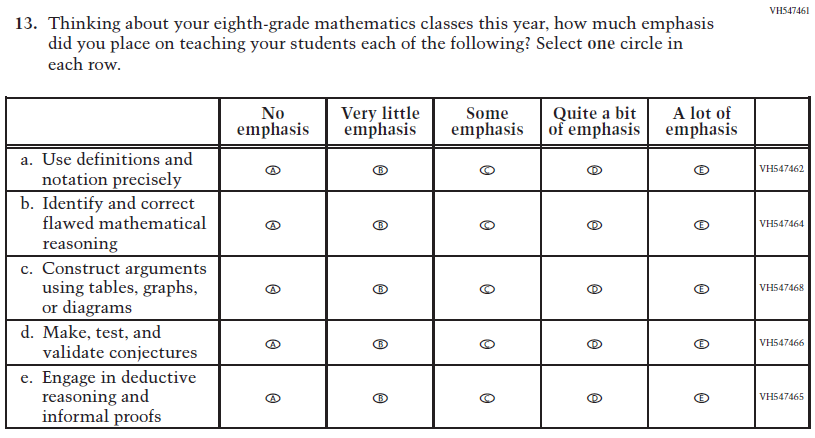 VH547461
13. Thinking about your eighth-grade mathematics classes this year, how much emphasis
did you place on teaching your students each of the following? Select one circle in
each row.
No emphasis Very little emphasis Some emphasis Quite a bit of emphasis A lot of emphasis
a. Use definitions and
notation precisely
A B C D E VH547462
b. Identify and correct
flawed mathematical
reasoning
A B C D E VH547464
c. Construct arguments
using tables, graphs,
or diagrams
A B C D E VH547468
d. Make, test, and
validate conjectures
A B C D E VH547466
e. Engage in deductive
reasoning and
informal proofs
A B C D E VH547465